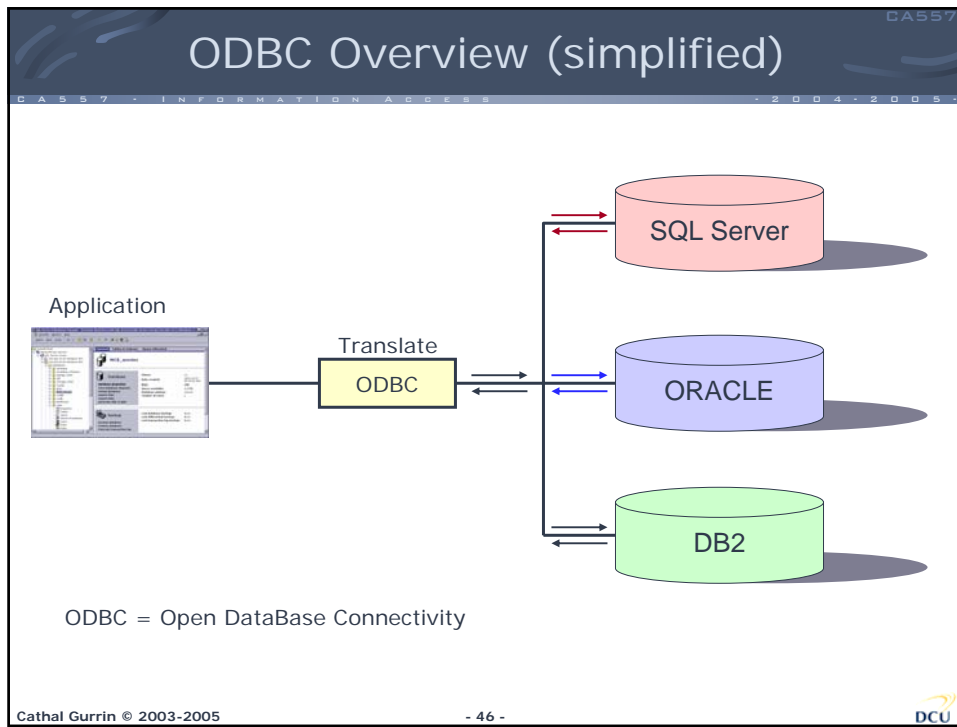 CA557
ODBC Overview (simplified)
CA557 - Information Access - 2004-2005-
SQL Server
Application
Translate
ODBC
ORACLE
DB2
ODBC = Open DataBase Connectivity
Cathal Gurrin © 2003-2005
- 46 -
DCU